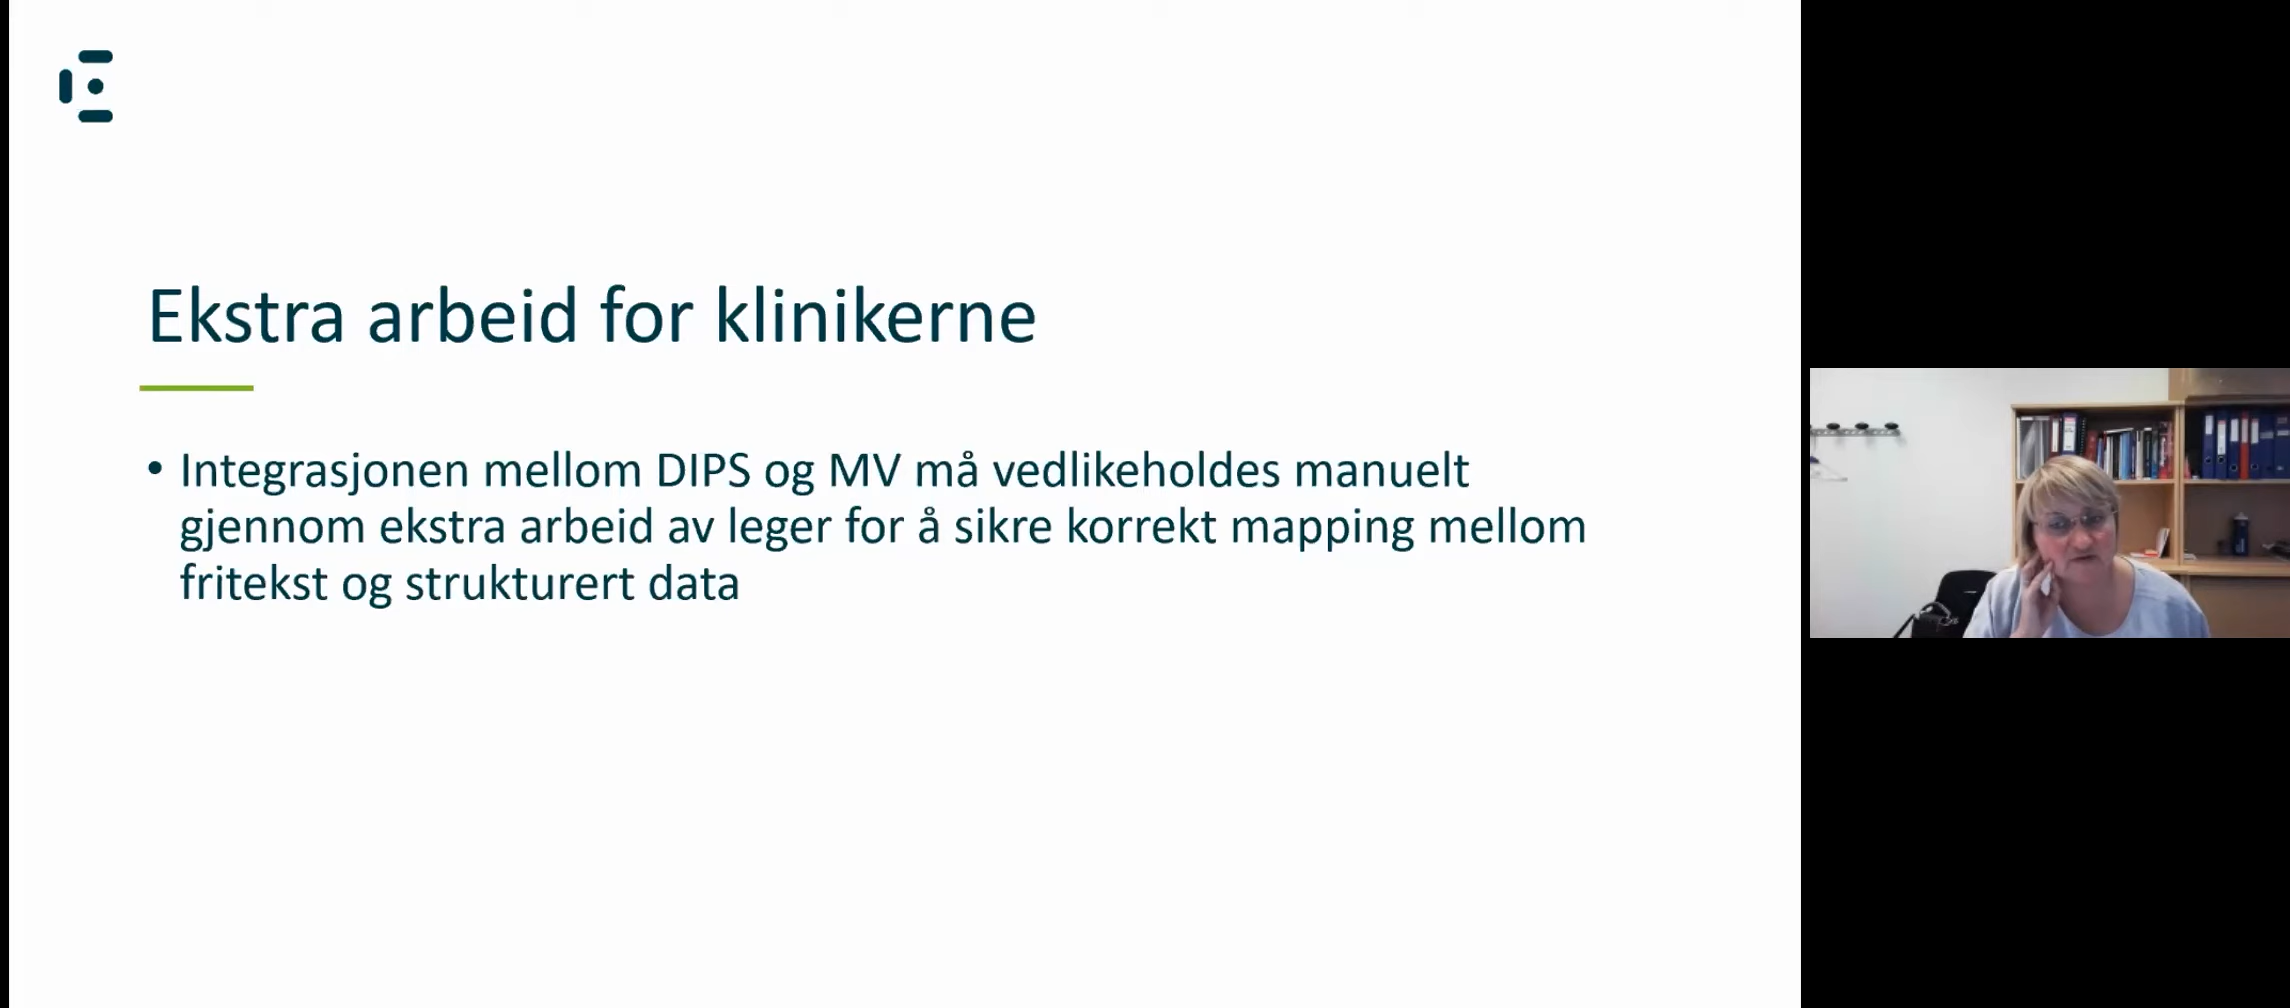 Ekstra arbeid for klinikerne
• Integrasjonen mellom DIPS og MV må vedlikeholdes manuelt
gjennom ekstra arbeid av leger for å sikre korrekt mapping mellom
fritekst og strukturert data